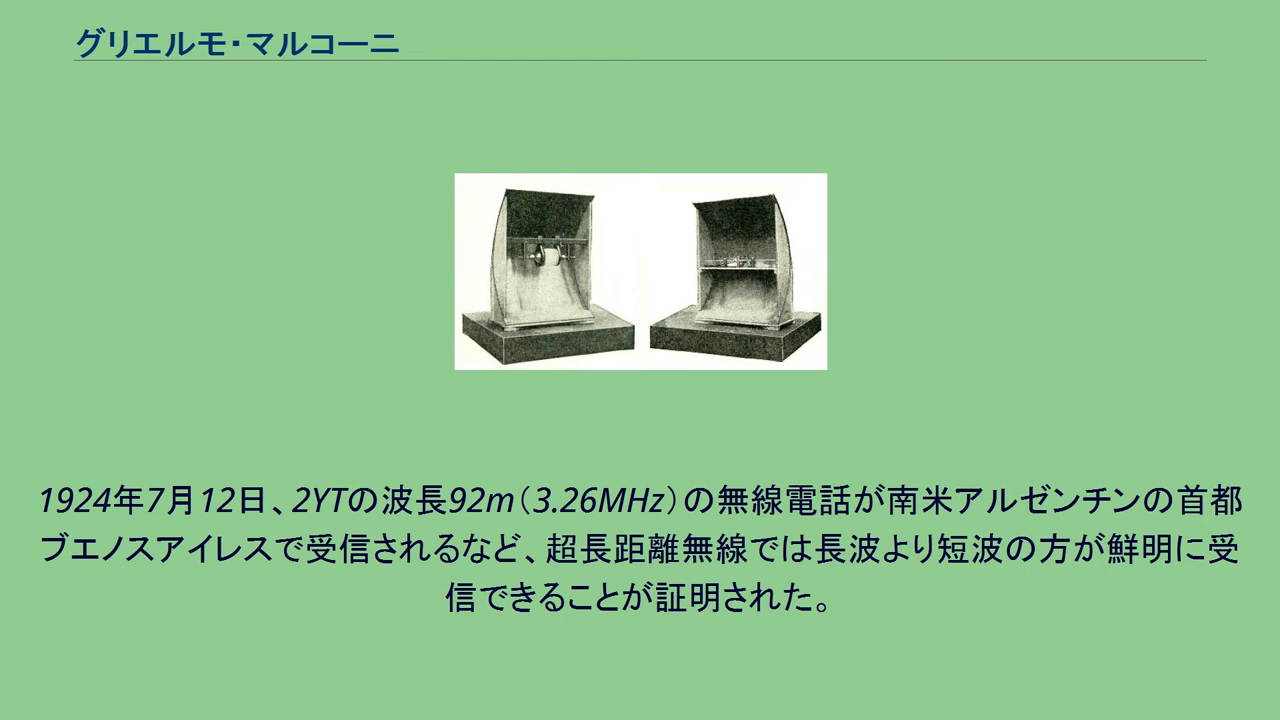 グリエルモ・マルコーニ
1924年7月12日、2YTの波長92m(3.26MHz)の無線電話が南米アルゼンチンの首都
ブエノスアイレスで受信されるなど、超長距離無線では長波より短波の方が鮮明に受
信できることが証明された。